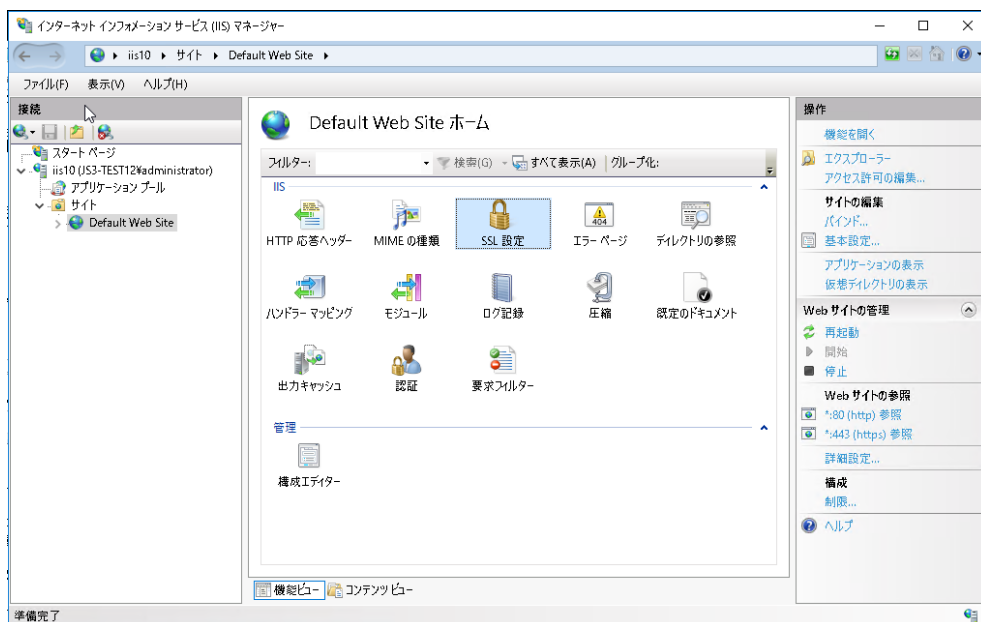 インターネット インフォメーション サービス (IIS) マネージャー
iis10 サイト Default Web Site
ファイル(F) 表示(V) ヘルプ(H)
接続
スタート ページ
iis10 (JS3-TEST12¥administrator)
アプリケーション プール
サイト
Default Web Site
Default Web Site ホーム
フィルター: 検索(G) すべて表示(A) グループ化:
IIS
HTTP 応答ヘッダー MIME の種類 SSL 設定 エラー ページ ディレクトリの参照
404
ハンドラー マッピング モジュール ログ記録 圧縮 既定のドキュメント
出力キャッシュ 認証 要求フィルター
管理
構成エディター
機能ビュー コンテンツ ビュー
準備完了
操作
機能を開く
エクスプローラー
アクセス許可の編集...
サイトの編集
バインド...
基本設定...
アプリケーションの表示
仮想ディレクトリの表示
Web サイトの管理
再起動
開始
停止
Web サイトの参照
*:80 (http) 参照
*:443 (https) 参照
詳細設定...
構成
制限...
ヘルプ